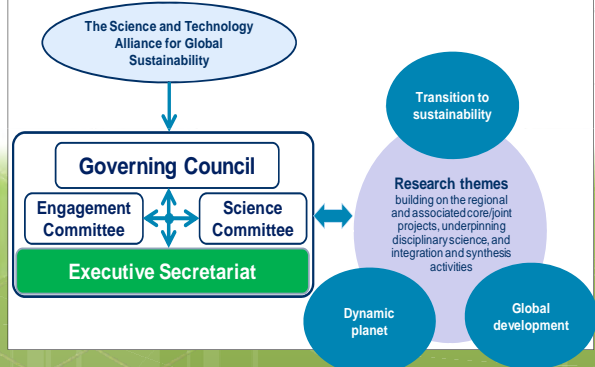 The Science and Technology
Alliance for Global
Sustainability
Governing Council
Engagement
Committee
Science
Committee
Executive Secretariat
Transition to
sustainability
Research themes
building on the regional
and associated core/joint
projects, underpinning
disciplinary science, and
integration and synthesis
activities
Dynamic
planet
Global
development